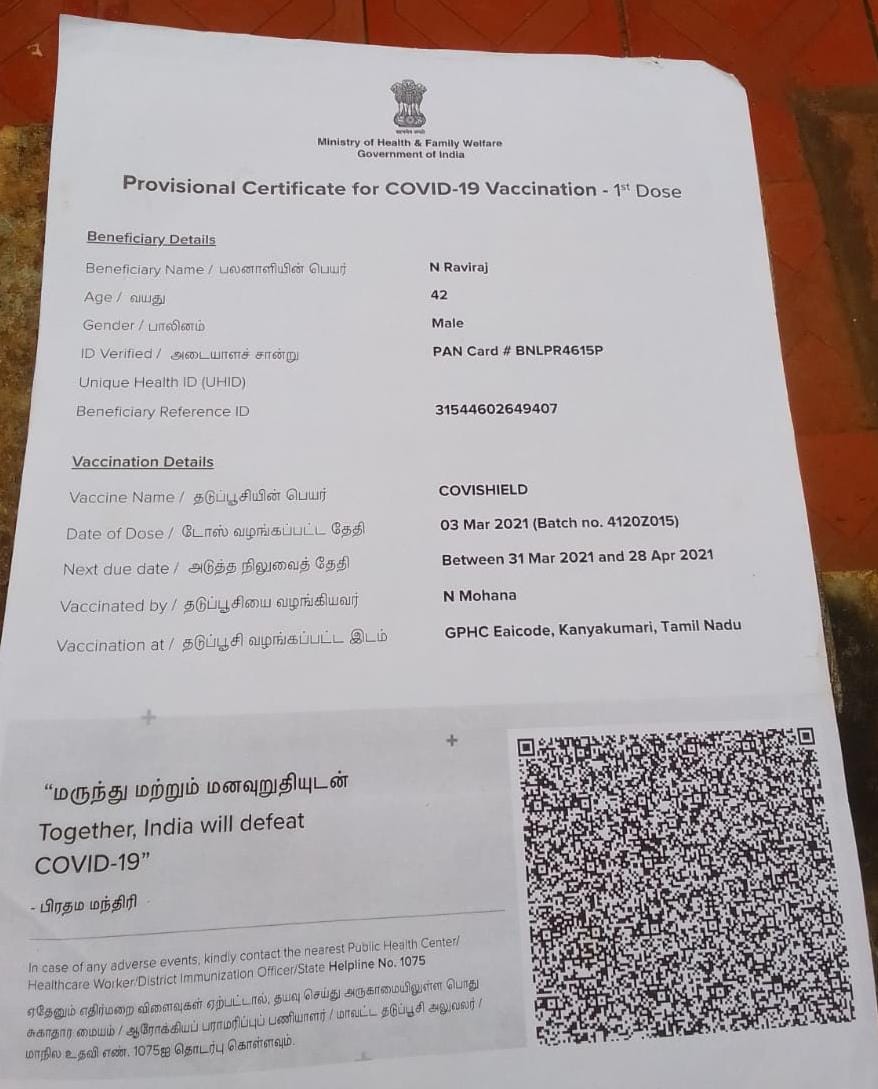 Ministry of Health & Family Welfare
Government of India
Provisional Certificate for COVID-19 Vaccination - 1st Dose
Beneficiary Details
Beneficiary Name / பலனாளியின் பெயர் N Raviraj
Age / வயது 42
Gender / பாலினம் Male
ID Verified / அடையாளச் சான்று PAN Card # BNLPR4615P
Unique Health ID (UHID)
Beneficiary Reference ID 31544602649407
Vaccination Details
Vaccine Name / தடுப்பூசியின் பெயர் COVISHIELD
Date of Dose / டோஸ் வழங்கப்பட்ட தேதி 03 Mar 2021 (Batch no. 4120Z015)
Next due date / அடுத்த நிலுவைத் தேதி Between 31 Mar 2021 and 28 Apr 2021
Vaccinated by / தடுப்பூசியை வழங்கியவர் N Mohana
Vaccination at / தடுப்பூசி வழங்கப்பட்ட இடம் GPHC Eaicode, Kanyakumari, Tamil Nadu
“மருந்து மற்றும் மனவுறுதியுடன்
Together, India will defeat
COVID-19”
- பிரதம மந்திரி
In case of any adverse events, kindly contact the nearest Public Health Center/
Healthcare Worker/District Immunization Officer/State Helpline No. 1075
ஏதேனும் எதிர்மறை விளைவுகள் ஏற்பட்டால், தயவு செய்து அருகாமையிலுள்ள பொது
சுகாதார மையம் / ஆரோக்கியப் பராமரிப்புப் பணியாளர் / மாவட்ட தடுப்பூசி அலுவலர் /
மாநில உதவி எண். 1075ஐ தொடர்பு கொள்ளவும்.